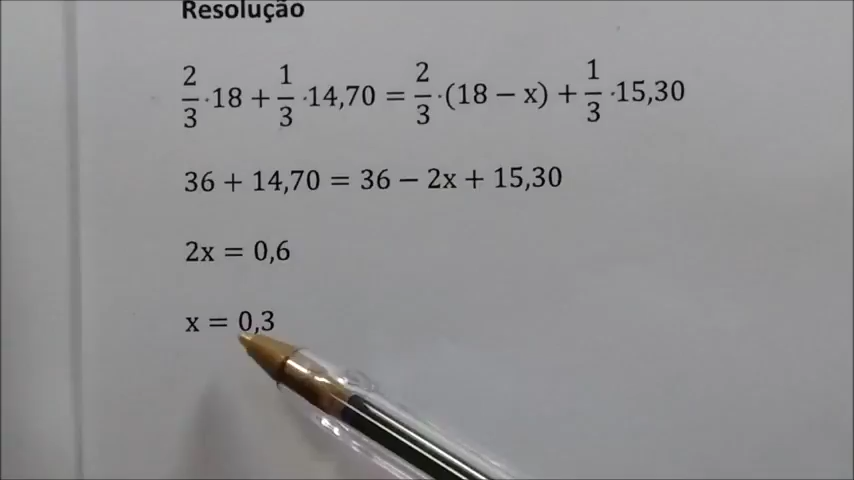 Resolução
2/3 · 18 + 1/3 · 14,70 = 2/3 · (18 − x) + 1/3 · 15,30
36 + 14,70 = 36 − 2x + 15,30
2x = 0,6
x = 0,3